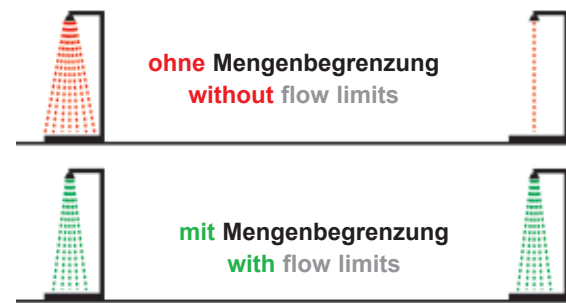 ohne Mengenbegrenzung
without flow limits
mit Mengenbegrenzung
with flow limits